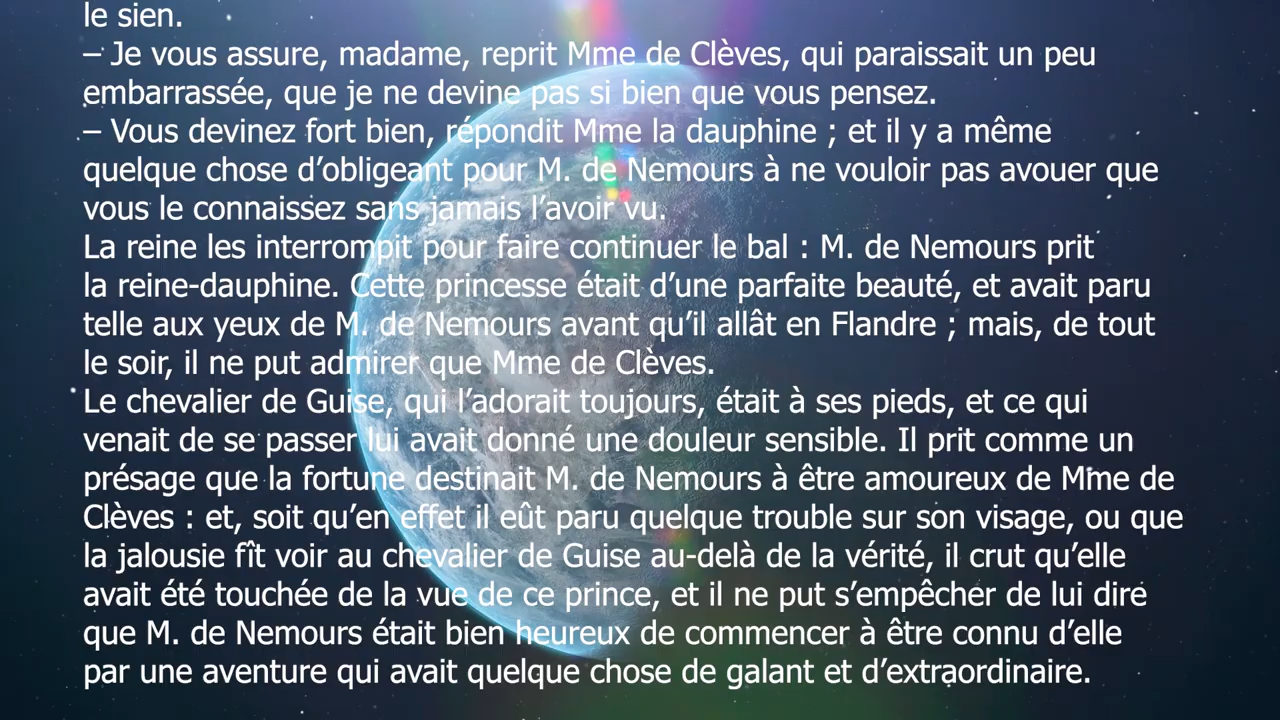 le sien.
– Je vous assure, madame, reprit Mme de Clèves, qui paraissait un peu
embarrassée, que je ne devine pas si bien que vous pensez.
– Vous devinez fort bien, répondit Mme la dauphine ; et il y a même
quelque chose d’obligeant pour M. de Nemours à ne vouloir pas avouer que
vous le connaissez sans jamais l’avoir vu.
La reine les interrompit pour faire continuer le bal : M. de Nemours prit
la reine-dauphine. Cette princesse était d’une parfaite beauté, et avait paru
telle aux yeux de M. de Nemours avant qu’il allât en Flandre ; mais, de tout
le soir, il ne put admirer que Mme de Clèves.
Le chevalier de Guise, qui l’adorait toujours, était à ses pieds, et ce qui
venait de se passer lui avait donné une douleur sensible. Il prit comme un
présage que la fortune destinait M. de Nemours à être amoureux de Mme de
Clèves : et, soit qu’en effet il eût paru quelque trouble sur son visage, ou que
la jalousie fît voir au chevalier de Guise au-delà de la vérité, il crut qu’elle
avait été touchée de la vue de ce prince, et il ne put s’empêcher de lui dire
que M. de Nemours était bien heureux de commencer à être connu d’elle
par une aventure qui avait quelque chose de galant et d’extraordinaire.